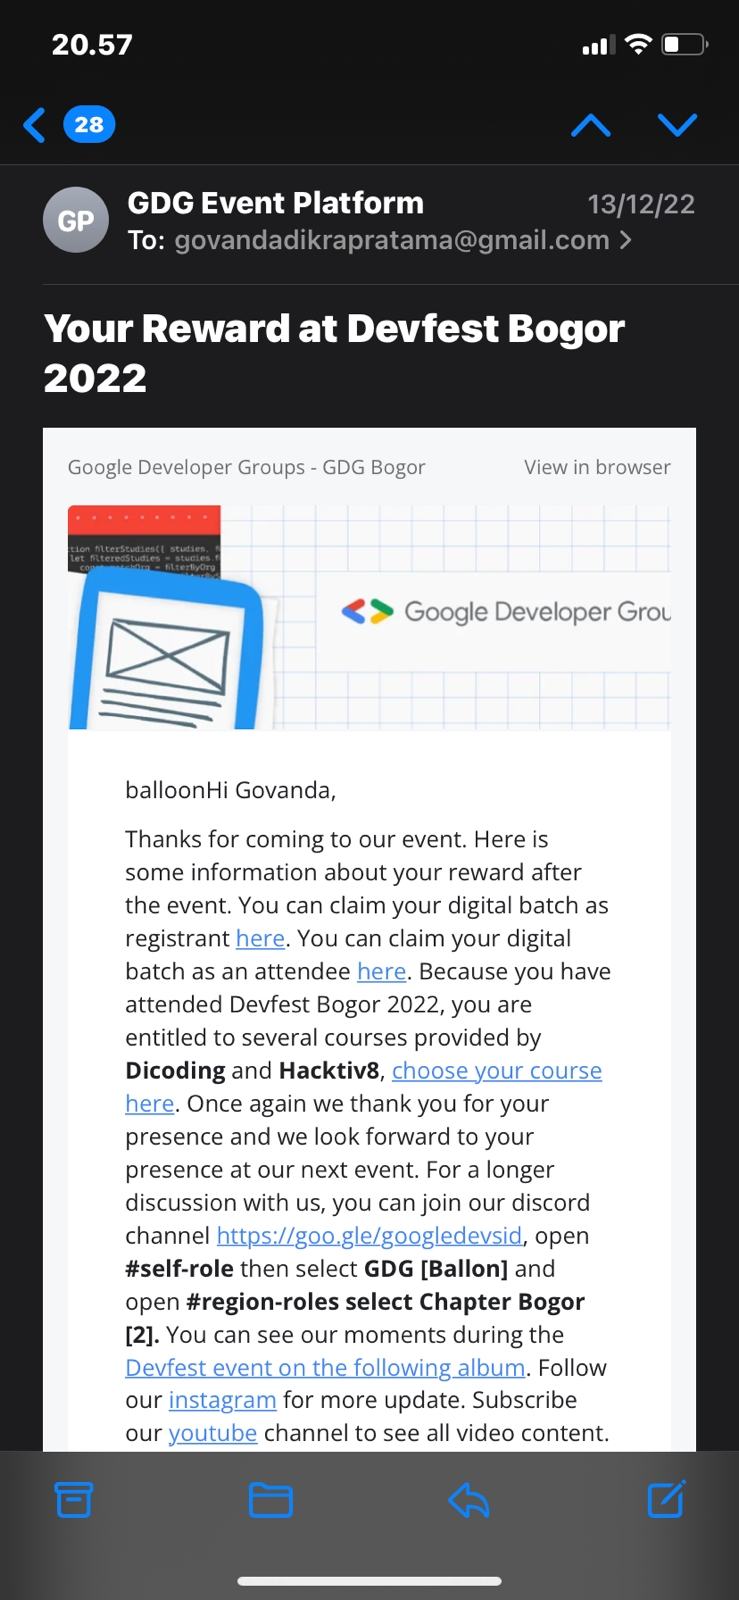 20.57
28
GP
GDG Event Platform
13/12/22
To: govandadikrapratama@gmail.com
Your Reward at Devfest Bogor
2022
Google Developer Groups - GDG Bogor
View in browser
ction filterStudies({ studies, f
let filteredStudies = studies.f
= filterByOrg
Google Developer Grou
balloonHi Govanda,
Thanks for coming to our event. Here is
some information about your reward after
the event. You can claim your digital batch as
registrant here. You can claim your digital
batch as an attendee here. Because you have
attended Devfest Bogor 2022, you are
entitled to several courses provided by
Dicoding and Hacktiv8, choose your course
here. Once again we thank you for your
presence and we look forward to your
presence at our next event. For a longer
discussion with us, you can join our discord
channel https://goo.gle/googledevsid, open
#self-role then select GDG [Ballon] and
open #region-roles select Chapter Bogor
[2]. You can see our moments during the
Devfest event on the following album. Follow
our instagram for more update. Subscribe
our youtube channel to see all video content.